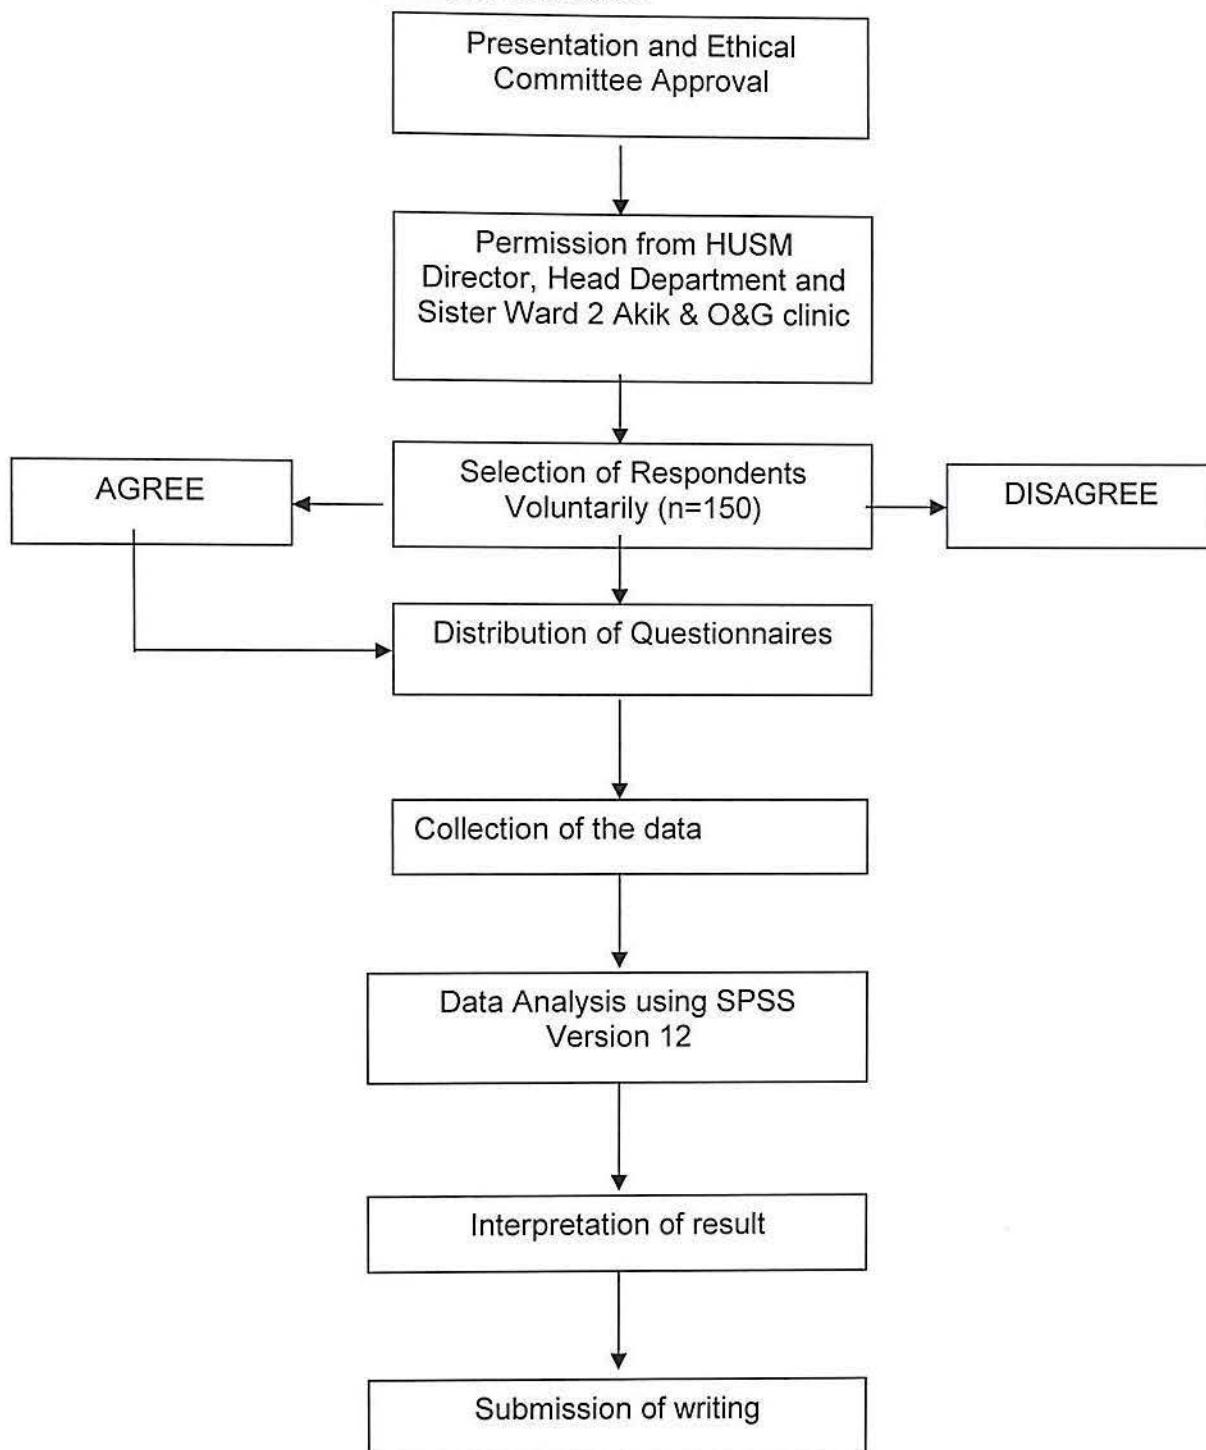 Presentation and Ethical
Committee Approval
Permission from HUSM
Director, Head Department and
Sister Ward 2 Akik & O&G clinic
AGREE
Selection of Respondents
Voluntarily (n=150)
DISAGREE
Distribution of Questionnaires
Collection of the data
Data Analysis using SPSS
Version 12
Interpretation of result
Submission of writing